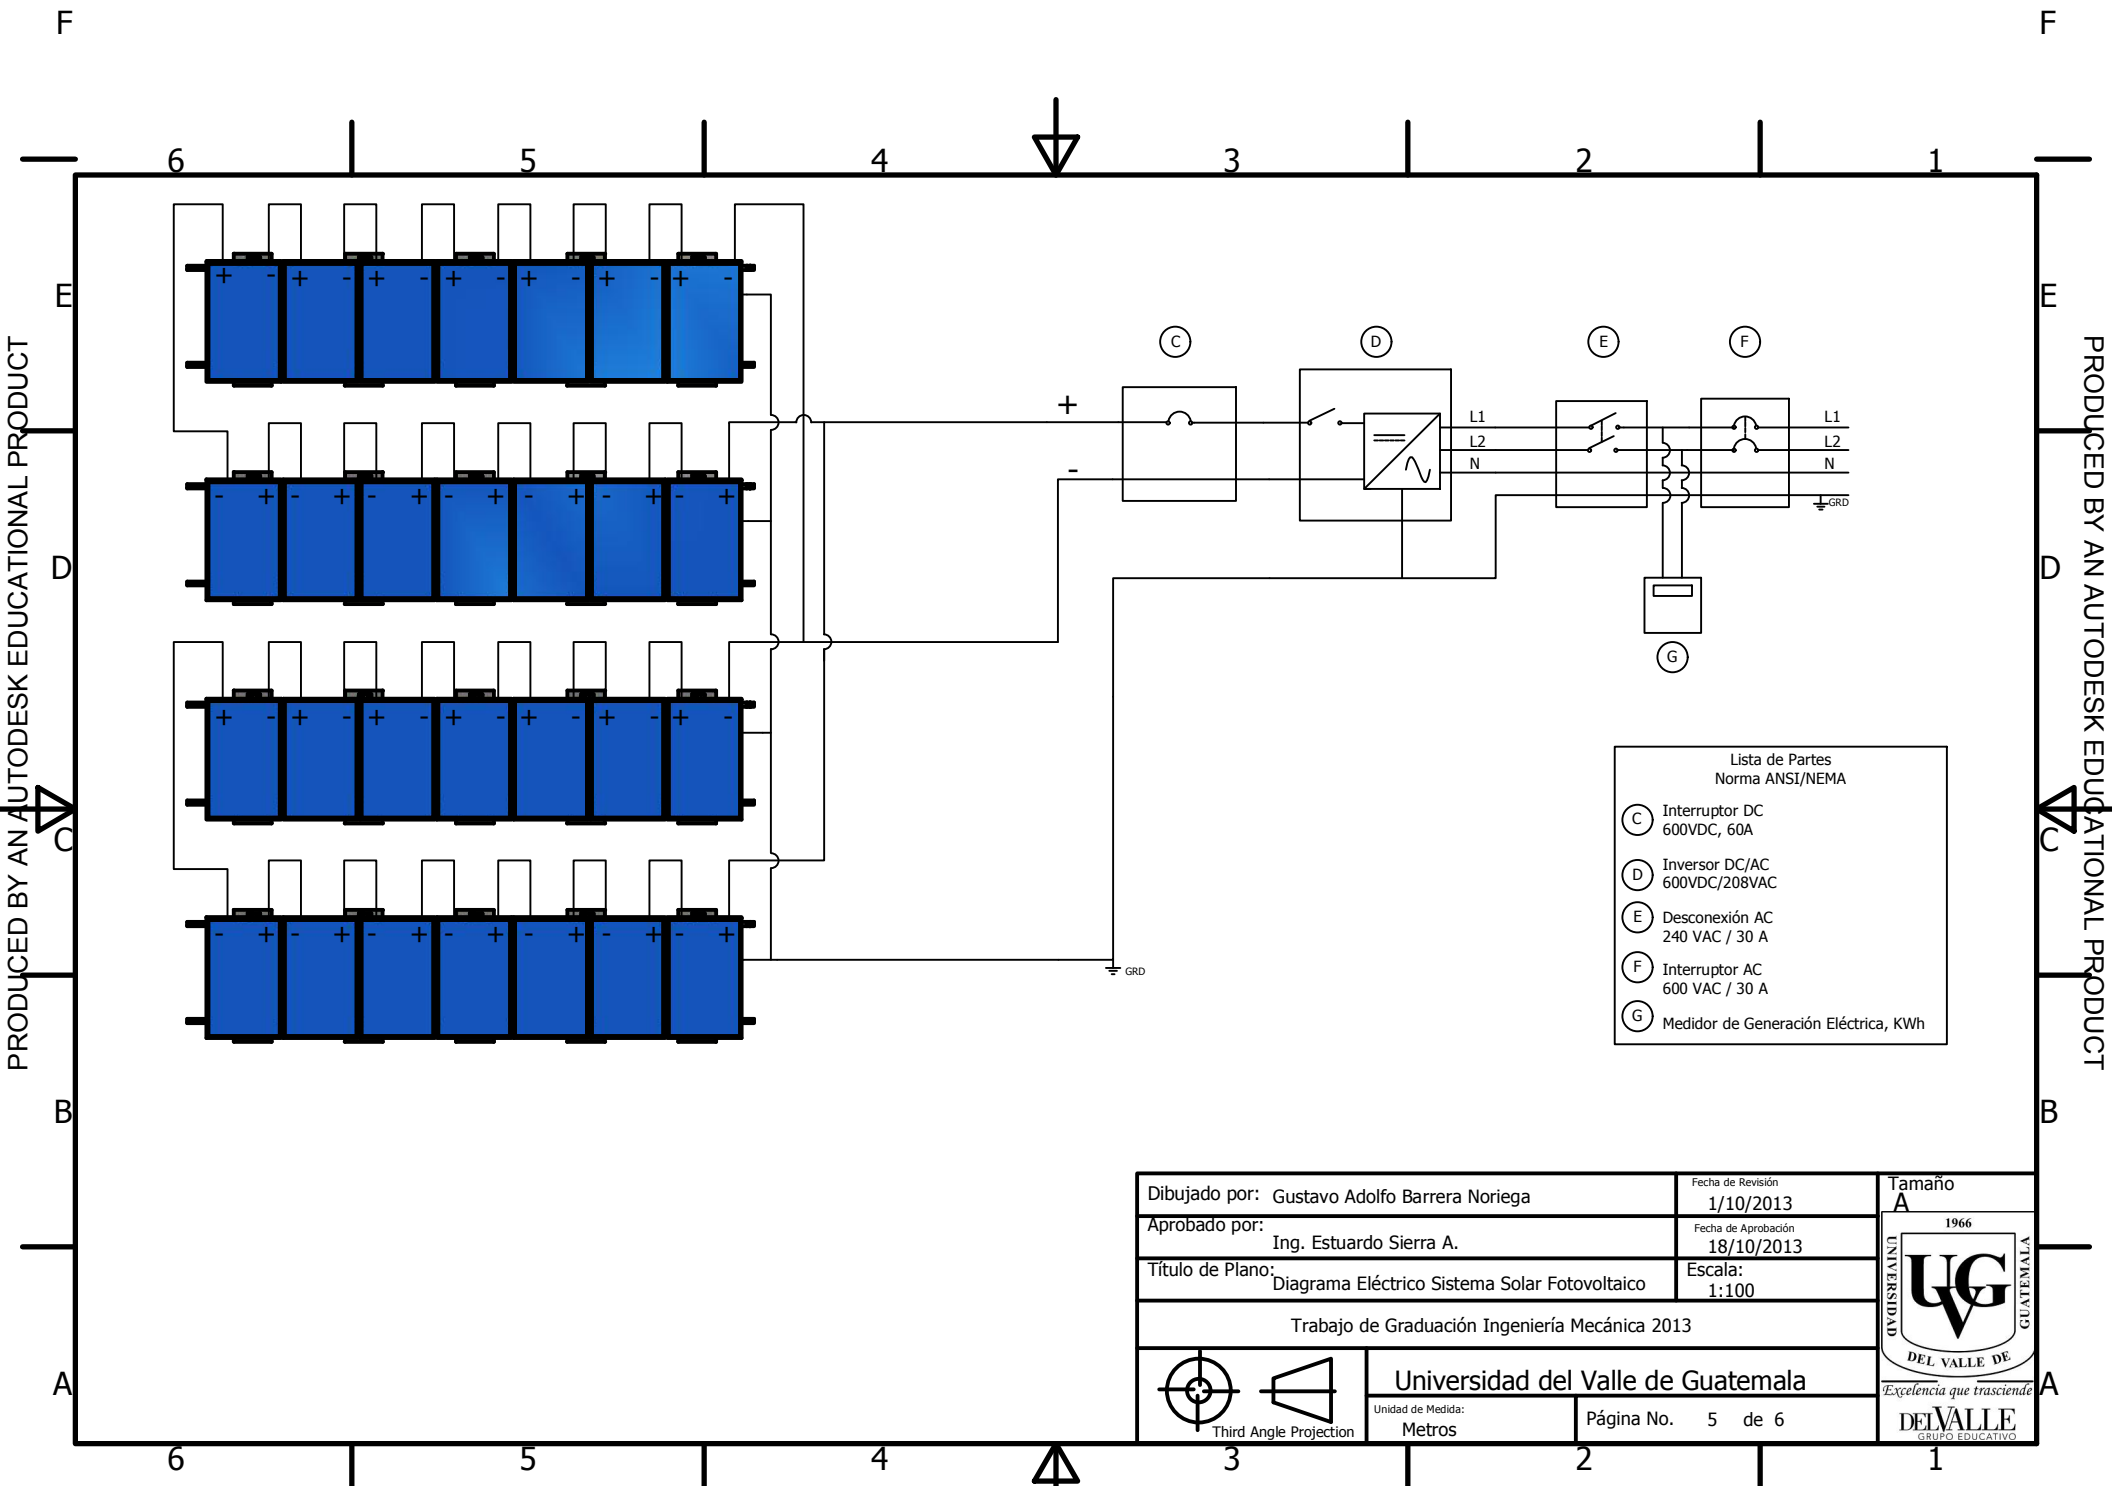 F F
6 5 4 3 2 1
PRODUCED BY AN AUTODESK EDUCATIONAL PRODUCT
PRODUCED BY AN AUTODESK EDUCATIONAL PRODUCT
E E
D D
C C
B B
A A
+ - + - + - + - + - + - + -
- + - + - + - + - + - + - +
+ - + - + - + - + - + - + -
- + - + - + - + - + - + - +
+
-
C D E F
L1 L1
L2 L2
N N
GRD
G
GRD
Lista de Partes
Norma ANSI/NEMA
C Interruptor DC
600VDC, 60A
D Inversor DC/AC
600VDC/208VAC
E Desconexión AC
240 VAC / 30 A
F Interruptor AC
600 VAC / 30 A
G Medidor de Generación Eléctrica, KWh
Dibujado por: Gustavo Adolfo Barrera Noriega
Fecha de Revisión
1/10/2013
Tamaño
A
Aprobado por:
Ing. Estuardo Sierra A.
Fecha de Aprobación
18/10/2013
Título de Plano:
Diagrama Eléctrico Sistema Solar Fotovoltaico
Escala:
1:100
Trabajo de Graduación Ingeniería Mecánica 2013
Third Angle Projection
Universidad del Valle de Guatemala
Unidad de Medida:
Metros
Página No. 5 de 6
1966
UNIVERSIDAD
UVG
GUATEMALA
DEL VALLE DE
Excelencia que trasciende
DELVALLE
GRUPO EDUCATIVO
6 5 4 3 2 1